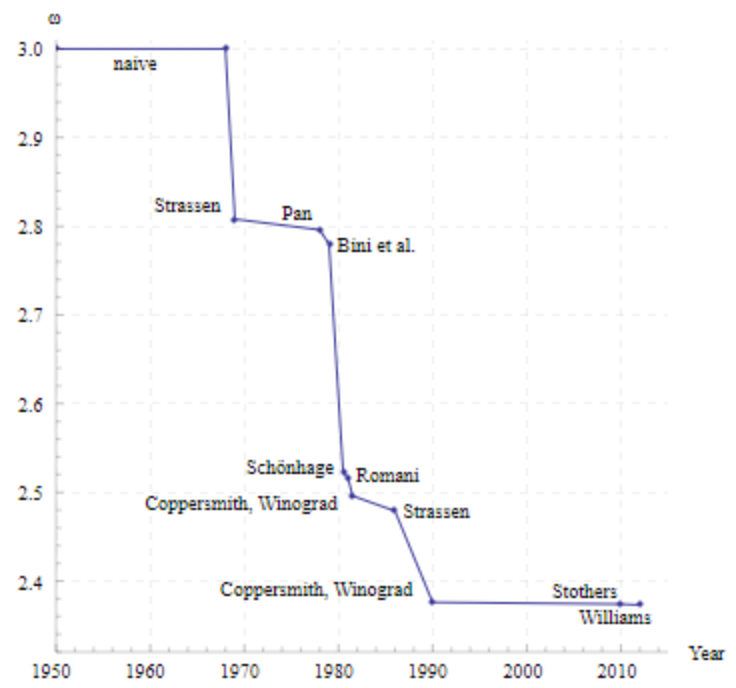 ω
3.0
naive
2.9
Strassen
Pan
2.8
Bini et al.
2.7
2.6
Schönhage
Romani
2.5
Coppersmith, Winograd
Strassen
2.4
Coppersmith, Winograd
Stothers
Williams
Year
1950 1960 1970 1980 1990 2000 2010